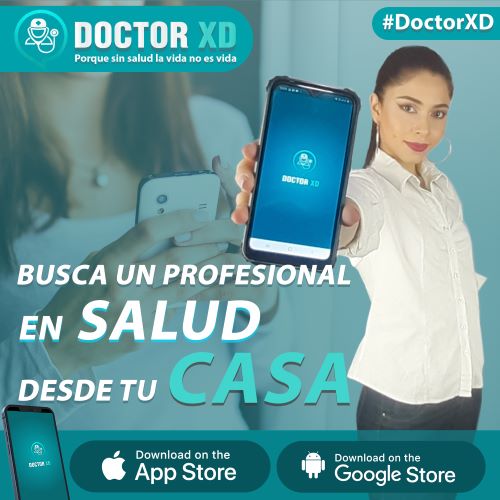 DOCTOR XD
Porque sin salud la vida no es vida
#DoctorXD
DOCTOR XD
BUSCA UN PROFESIONAL
EN SALUD
DESDE TU CASA
DOCTOR XD
Download on the
App Store
Download on the
Google Store